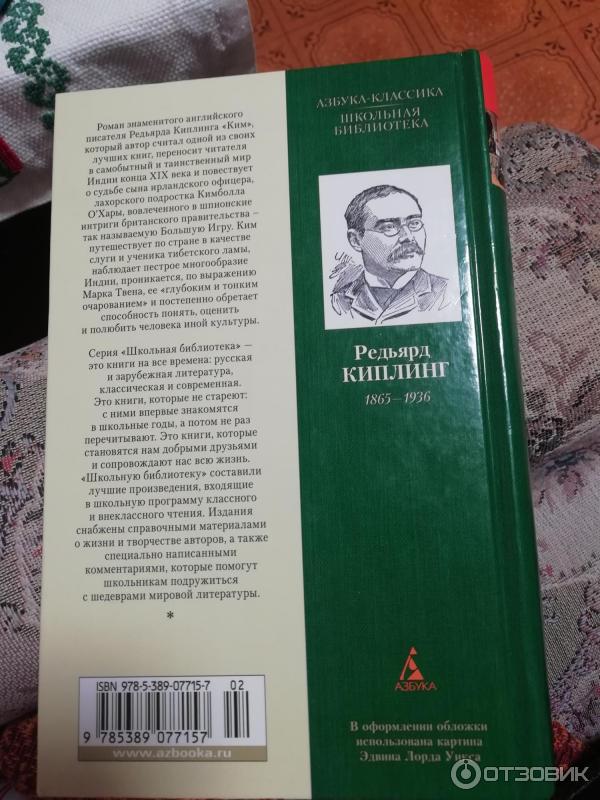 Роман знаменитого английского
писателя Редьярда Киплинга «Ким»,
который автор считал одной из своих
лучших книг, переносит читателя
в самобытный и таинственный мир
Индии конца XIX века и повествует
о судьбе сына ирландского офицера,
лахорского подростка Кимболла
О'Хары, вовлеченного в шпионские
интриги британского правительства –
так называемую Большую Игру. Ким
путешествует по стране в качестве
слуги и ученика тибетского ламы,
наблюдает пестрое многообразие
Индии, проникается, по выражению
Марка Твена, ее «глубоким и тонким
очарованием» и постепенно обретает
способность понять, оценить
и полюбить человека иной культуры.
Серия «Школьная библиотека» —
это книги на все времена: русская
и зарубежная литература,
классическая и современная.
Это книги, которые не стареют:
с ними впервые знакомятся
в школьные годы, а потом не раз
перечитывают. Это книги, которые
становятся нам добрыми друзьями
и сопровождают нас всю жизнь.
«Школьную библиотеку» составили
лучшие произведения, входящие
в школьную программу классного
и внеклассного чтения. Издания
снабжены справочными материалами
о жизни и творчестве авторов, а также
специально написанными
комментариями, которые помогут
школьникам подружиться
с шедеврами мировой литературы.
*
ISBN 978-5-389-07715-7 02
9 785389 077157
www.azbooka.ru
АЗБУКА-КЛАССИКА
ШКОЛЬНАЯ
БИБЛИОТЕКА
Редьярд
КИПЛИНГ
1865–1936
АЗБУКА
В оформлении обложки
использована картина
Эдвина Лорда Уикса
ОТЗОВИК